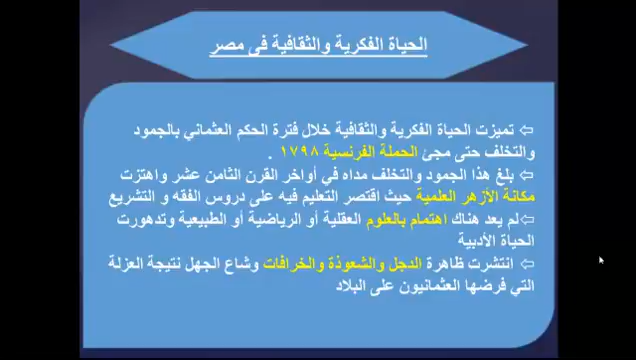 الحياة الفكرية والثقافية فى مصر
⇦ تميزت الحياة الفكرية والثقافية خلال فترة الحكم العثماني بالجمود
والتخلف حتى مجئ الحملة الفرنسية ١٧٩٨ .
⇦ بلغ هذا الجمود والتخلف مداه في أواخر القرن الثامن عشر واهتزت
مكانة الأزهر العلمية حيث اقتصر التعليم فيه على دروس الفقه و التشريع
⇦لم يعد هناك اهتمام بالعلوم العقلية أو الرياضية أو الطبيعية وتدهورت
الحياة الأدبية
⇦ انتشرت ظاهرة الدجل والشعوذة والخرافات وشاع الجهل نتيجة العزلة
التي فرضها العثمانيون على البلاد